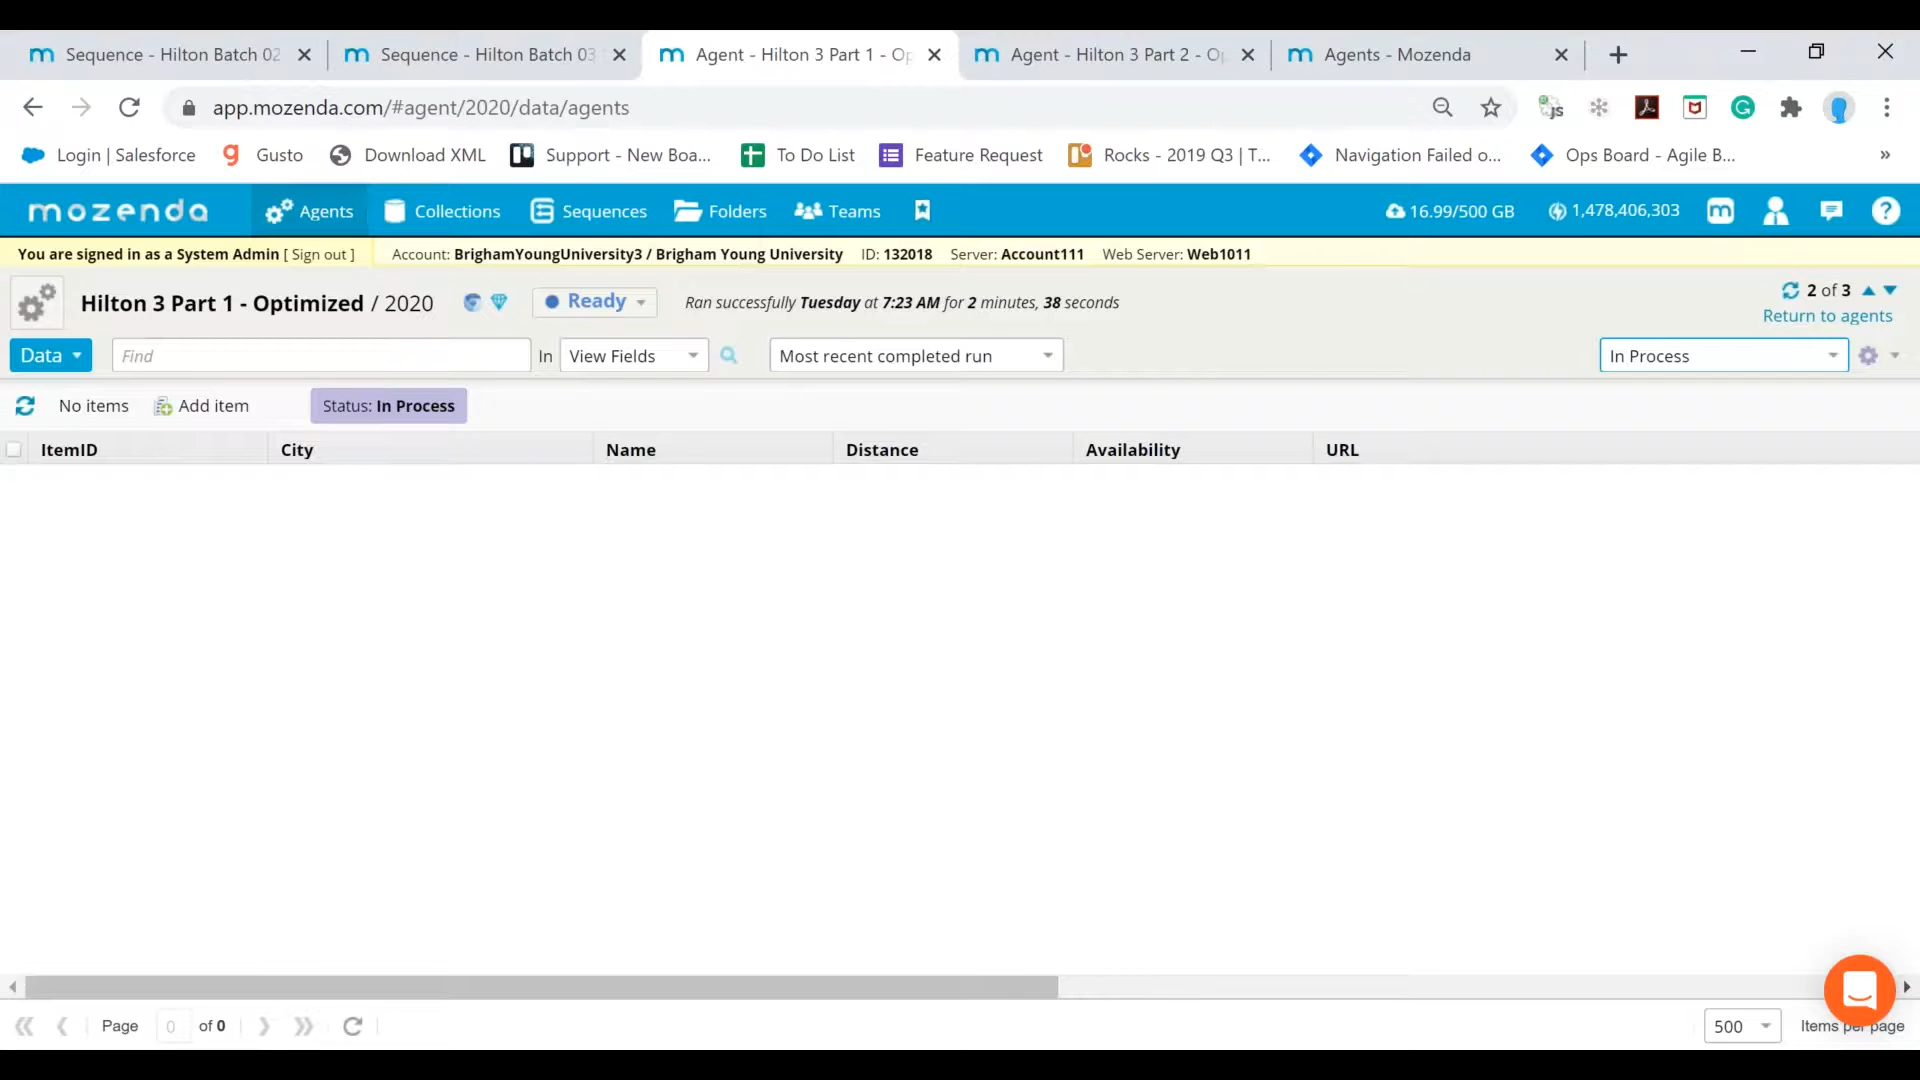 Sequence - Hilton Batch 02
Sequence - Hilton Batch 03
Agent - Hilton 3 Part 1 - Op
Agent - Hilton 3 Part 2 - Op
Agents - Mozenda
app.mozenda.com/#agent/2020/data/agents
Login | Salesforce
Gusto
Download XML
Support - New Boa...
To Do List
Feature Request
Rocks - 2019 Q3 | T...
Navigation Failed o...
Ops Board - Agile B...
»
mozenda
Agents
Collections
Sequences
Folders
Teams
16.99/500 GB
1,478,406,303
You are signed in as a System Admin [ Sign out ]
Account: BrighamYoungUniversity3 / Brigham Young University ID: 132018 Server: Account111 Web Server: Web1011
Hilton 3 Part 1 - Optimized / 2020
Ready
Ran successfully Tuesday at 7:23 AM for 2 minutes, 38 seconds
2 of 3
Return to agents
Data
Find
In
View Fields
Most recent completed run
In Process
No items
Add item
Status: In Process
ItemID
City
Name
Distance
Availability
URL
Page
0
of 0
500
Items per page